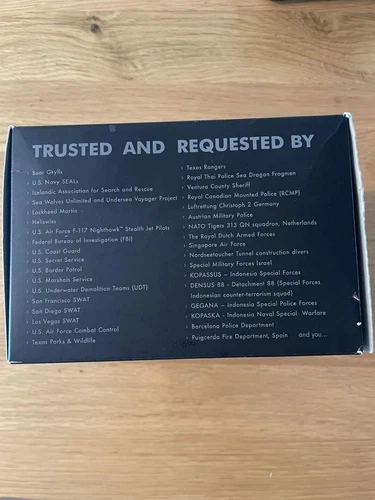 TRUSTED AND REQUESTED BY
› Bear Grylls
› U.S. Navy SEALs
› Icelandic Association for Search and Rescue
› Sea Wolves Unlimited and Undersea Voyager Project
› Lockheed Martin
› Heliswiss
› U.S. Air Force F-117 Nighthawk™ Stealth Jet Pilots
› Federal Bureau of Investigation (FBI)
› U.S. Coast Guard
› U.S. Secret Service
› U.S. Border Patrol
› U.S. Marshals Service
› U.S. Underwater Demolition Teams (UDT)
› San Francisco SWAT
› San Diego SWAT
› Las Vegas SWAT
› U.S. Air Force Combat Control
› Texas Parks & Wildlife
› Texas Rangers
› Royal Thai Police Sea Dragon Frogmen
› Ventura County Sheriff
› Royal Canadian Mounted Police (RCMP)
› Luftrettung Christoph 2 Germany
› Austrian Military Police
› NATO Tigers 313 QN squadron, Netherlands
› The Royal Dutch Armed Forces
› Singapore Air Force
› Nordseetaucher Tunnel construction divers
› Special Military Forces Israel
› KOPASSUS – Indonesia Special Forces
› DENSUS 88 – Detachment 88 (Special Forces
Indonesian counter-terrorism squad)
› GEGANA – Indonesia Special Police Forces
› KOPASKA – Indonesia Naval Special Warfare
› Barcelona Police Department
› Puigcerda Fire Department, Spain and you...